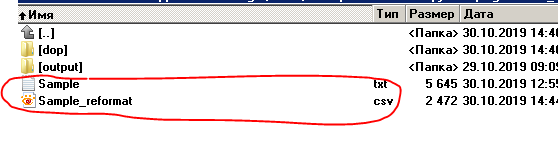 Имя Тип Размер Дата
[..] <Папка> 30.10.2019 14:4
[dop] <Папка> 30.10.2019 14:4
[output] <Папка> 29.10.2019 09:0
Sample txt 5 645 30.10.2019 12:5
Sample_reformat csv 2 472 30.10.2019 14:4